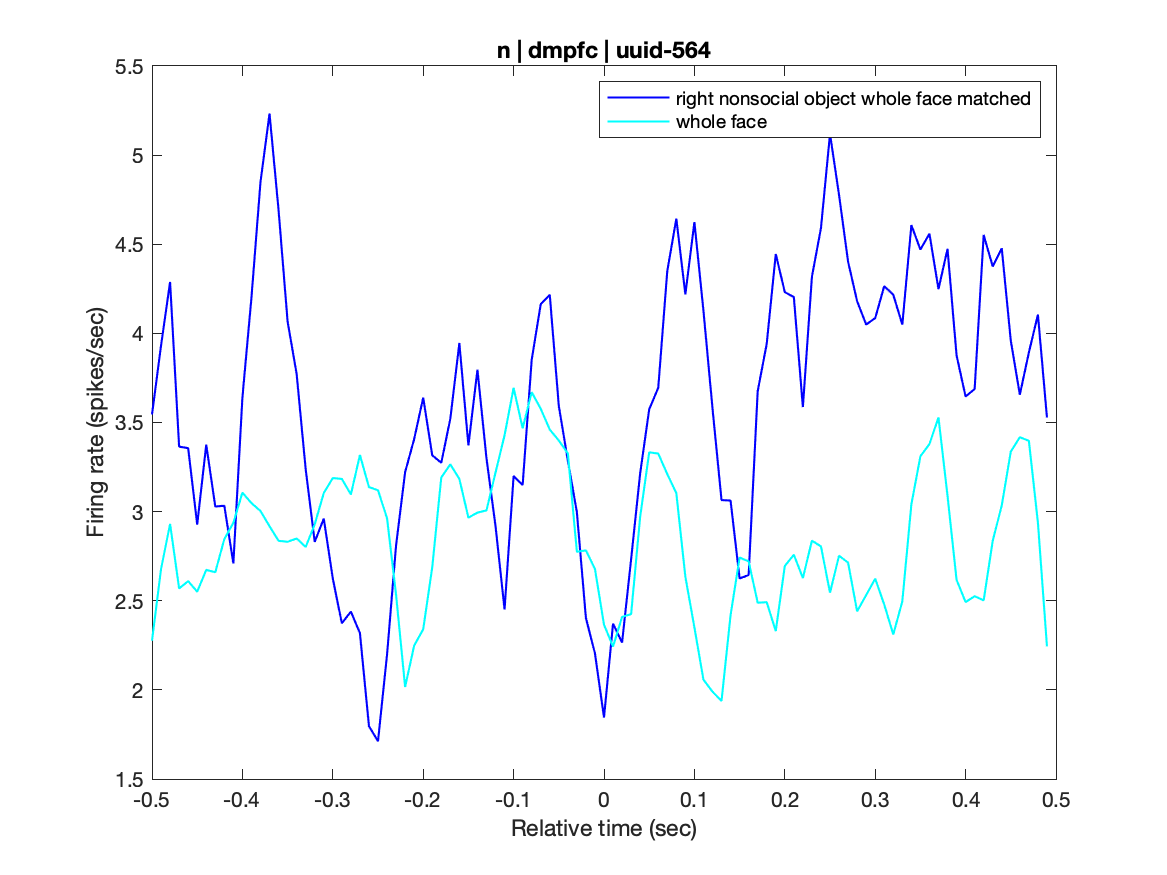 n | dmpfc | uuid-564
right nonsocial object whole face matched
whole face
5.5
5
4.5
4
3.5
3
2.5
2
1.5
Firing rate (spikes/sec)
-0.5 -0.4 -0.3 -0.2 -0.1 0 0.1 0.2 0.3 0.4 0.5
Relative time (sec)